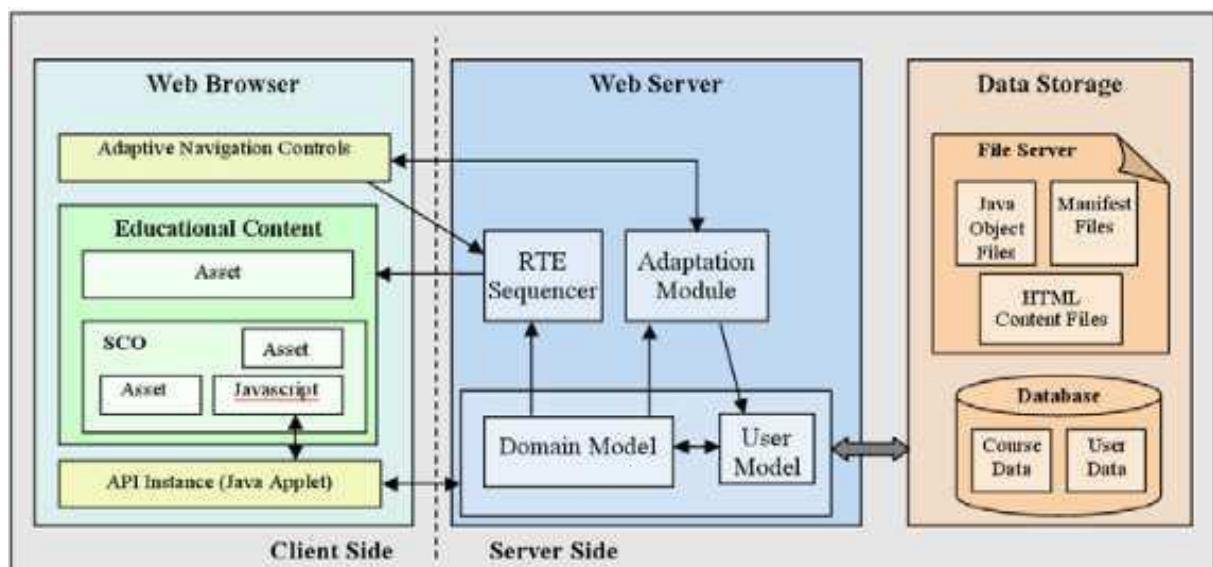 Web Browser
Adaptive Navigation Controls
Educational Content
Asset
SCO
Asset
Asset
Javascript
API Instance (Java Applet)
Client Side
Web Server
RTE
Sequencer
Adaptation
Module
Domain Model
User
Model
Server Side
Data Storage
File Server
Java
Object
Files
Manifest
Files
HTML
Content Files
Database
Course
Data
User
Data